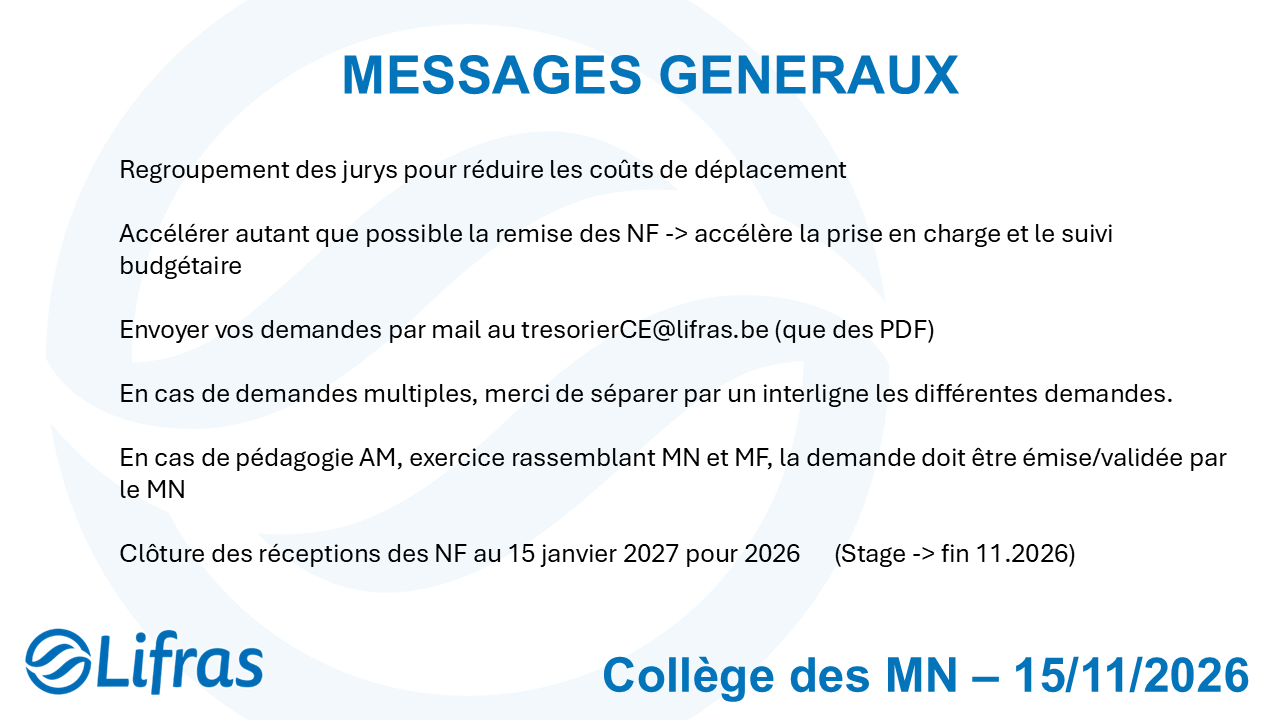 MESSAGES GENERAUX
Regroupement des jurys pour réduire les coûts de déplacement
Accélérer autant que possible la remise des NF -> accélère la prise en charge et le suivi
budgétaire
Envoyer vos demandes par mail au tresorierCE@lifras.be (que des PDF)
En cas de demandes multiples, merci de séparer par un interligne les différentes demandes.
En cas de pédagogie AM, exercice rassemblant MN et MF, la demande doit être émise/validée par
le MN
Clôture des réceptions des NF au 15 janvier 2027 pour 2026 (Stage -> fin 11.2026)
Lifras
Collège des MN – 15/11/2026